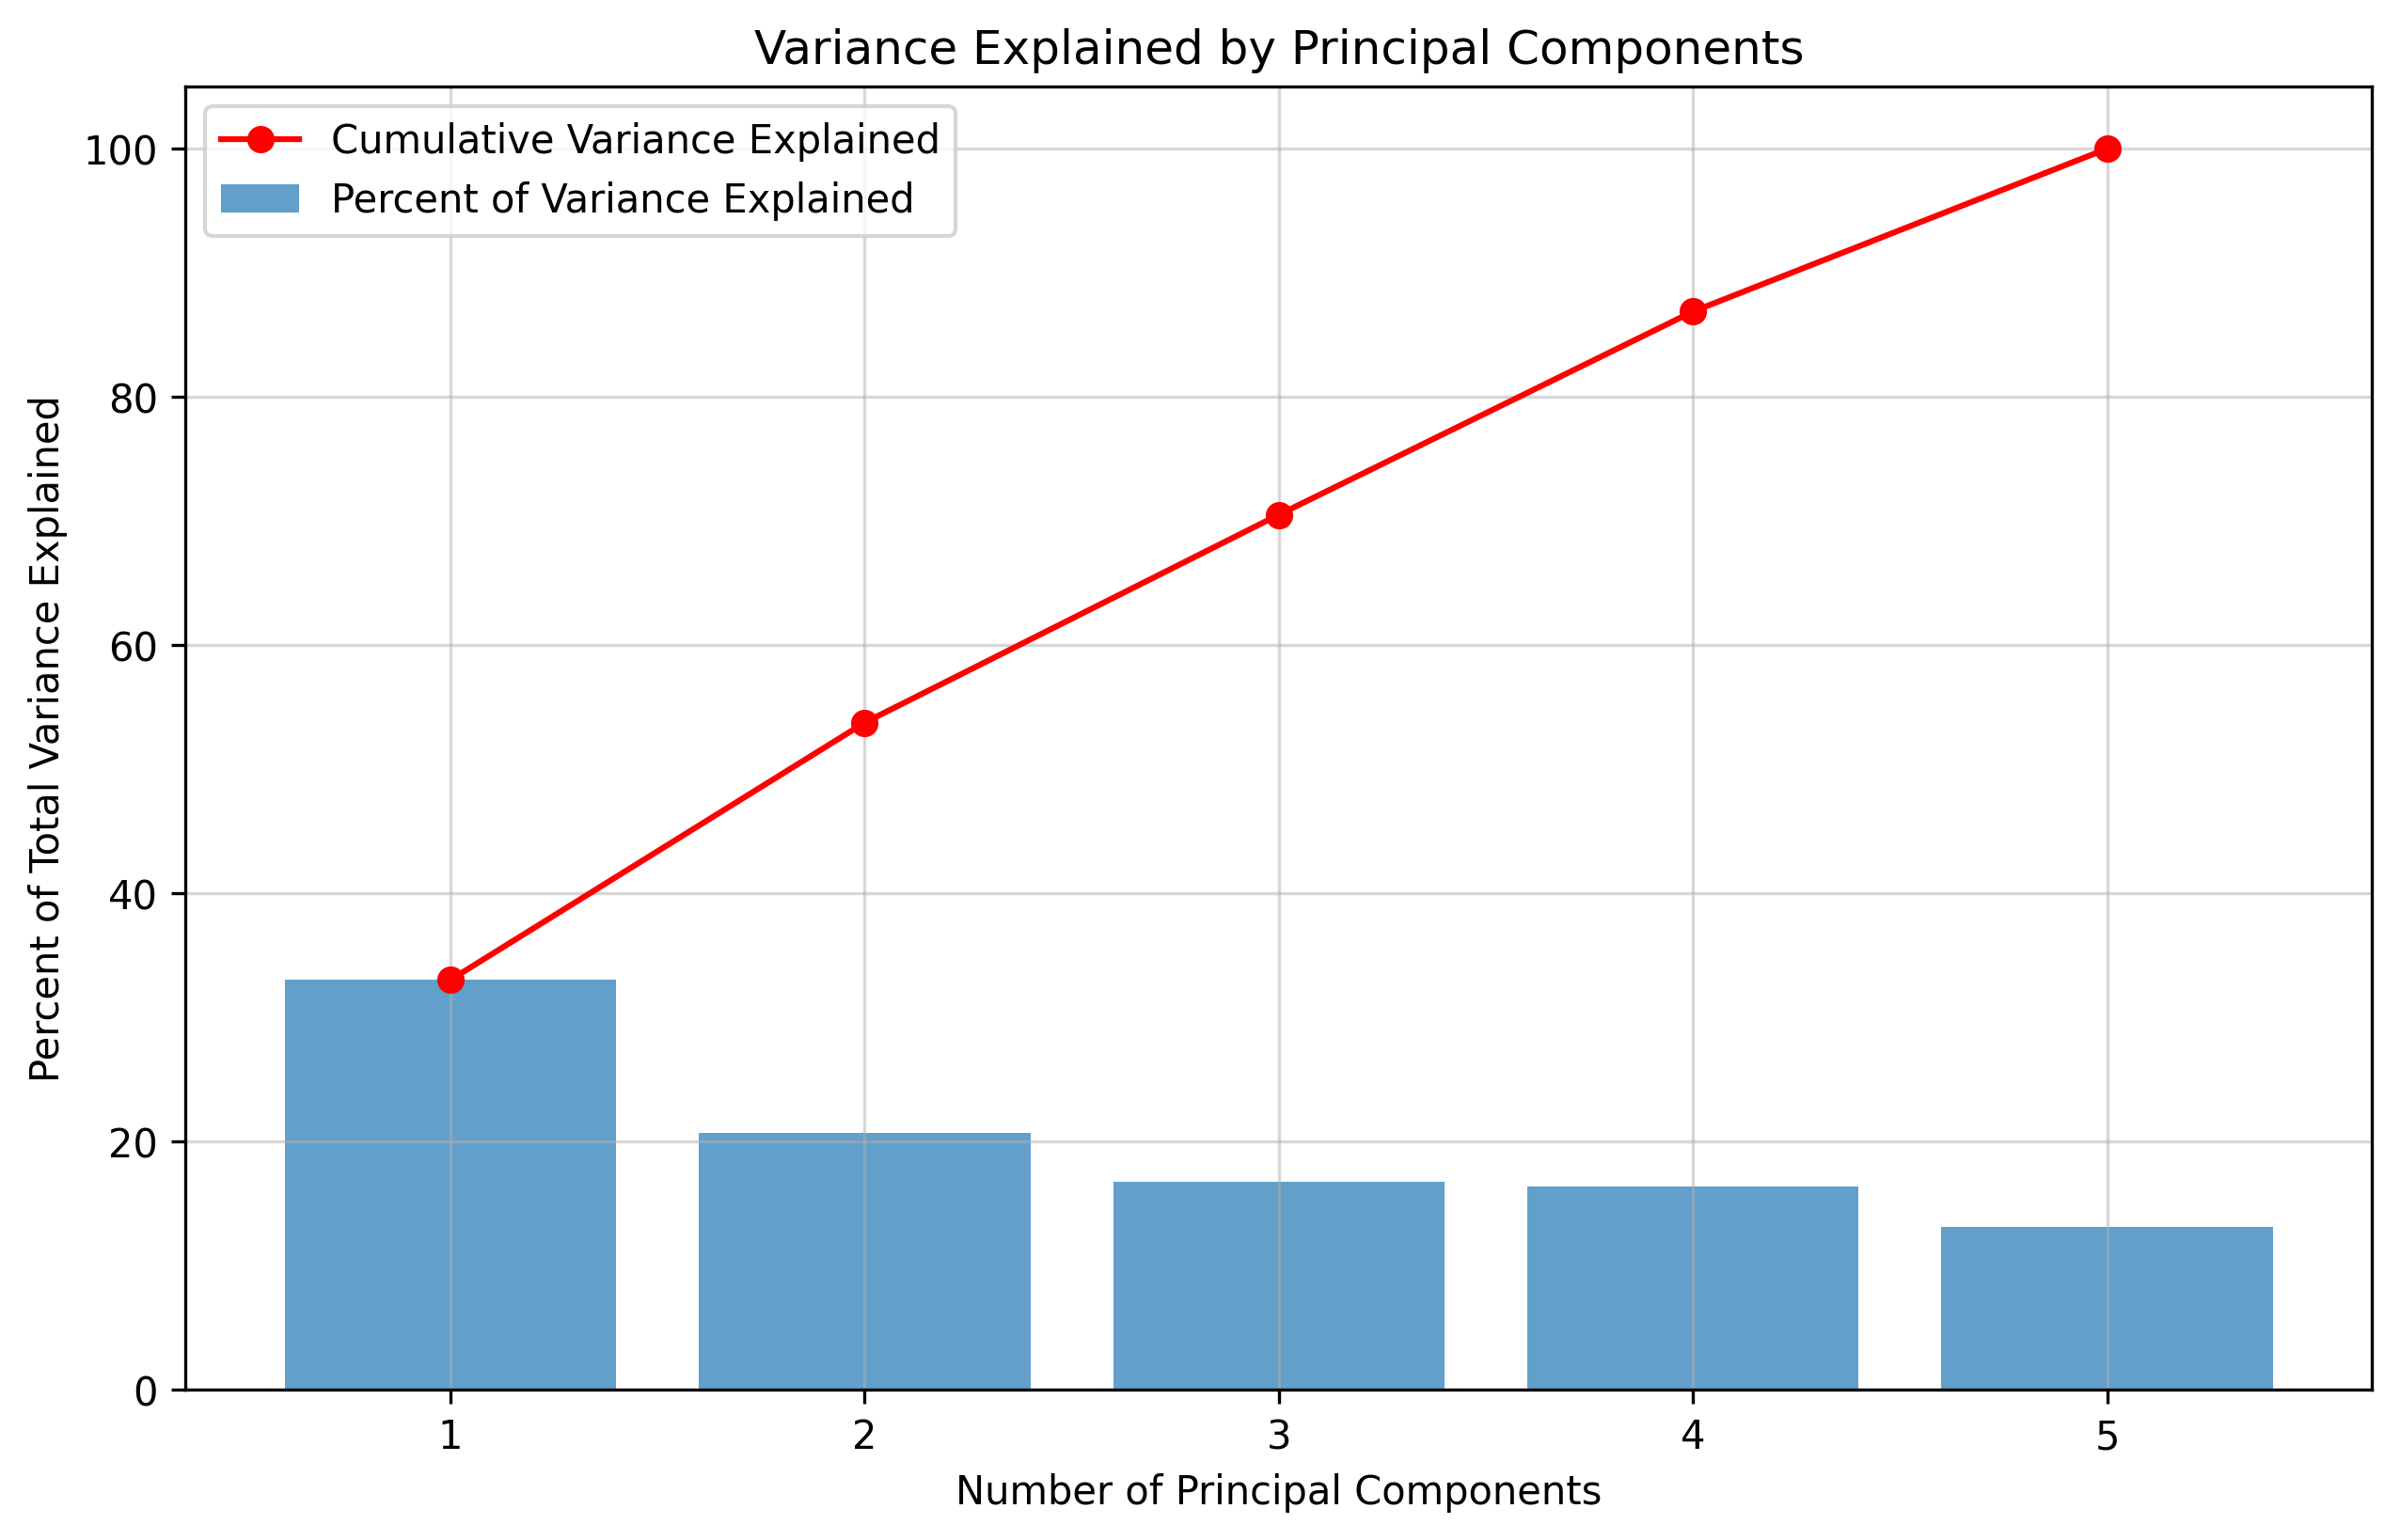 Variance Explained by Principal Components
Cumulative Variance Explained
Percent of Variance Explained
Percent of Total Variance Explained
100
80
60
40
20
0
1 2 3 4 5
Number of Principal Components